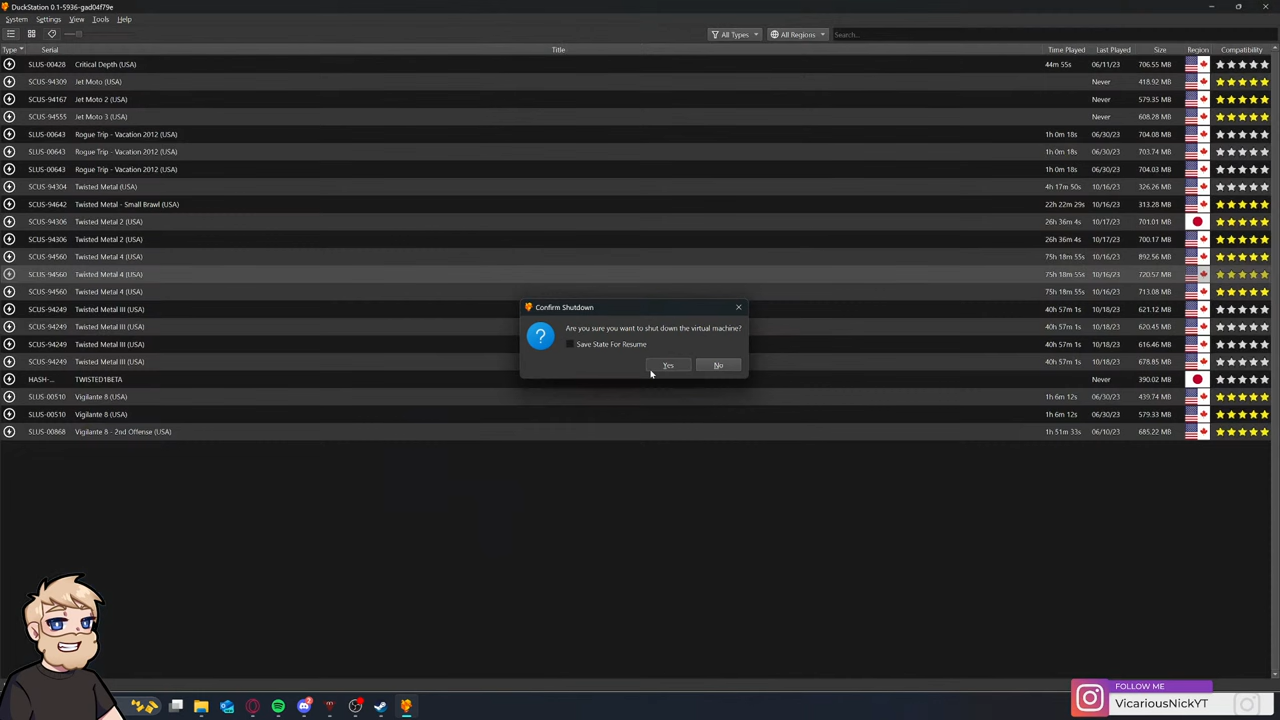 DuckStation 0.1-5936-gad04f79e
System Settings View Tools Help
All Types All Regions Search...
Type Serial Title Time Played Last Played Size Region Compatibility
SLUS-00428 Critical Depth (USA) 44m 55s 06/11/23 706.55 MB
SCUS-94309 Jet Moto (USA) Never 418.92 MB
SCUS-94167 Jet Moto 2 (USA) Never 579.35 MB
SCUS-94555 Jet Moto 3 (USA) Never 608.28 MB
SLUS-00643 Rogue Trip - Vacation 2012 (USA) 1h 0m 18s 06/30/23 704.08 MB
SLUS-00643 Rogue Trip - Vacation 2012 (USA) 1h 0m 18s 06/30/23 703.74 MB
SLUS-00643 Rogue Trip - Vacation 2012 (USA) 1h 0m 18s 06/30/23 704.03 MB
SCUS-94304 Twisted Metal (USA) 4h 17m 50s 10/16/23 326.26 MB
SCUS-94642 Twisted Metal - Small Brawl (USA) 22h 22m 29s 10/16/23 313.28 MB
SCUS-94306 Twisted Metal 2 (USA) 26h 36m 4s 10/17/23 701.01 MB
SCUS-94306 Twisted Metal 2 (USA) 26h 36m 4s 10/17/23 700.17 MB
SCUS-94560 Twisted Metal 4 (USA) 75h 18m 55s 10/16/23 892.56 MB
SCUS-94560 Twisted Metal 4 (USA) 75h 18m 55s 10/16/23 720.57 MB
SCUS-94560 Twisted Metal 4 (USA) 75h 18m 55s 10/16/23 713.08 MB
SCUS-94249 Twisted Metal III (USA) 40h 57m 1s 10/18/23 621.12 MB
SCUS-94249 Twisted Metal III (USA) 40h 57m 1s 10/18/23 620.45 MB
SCUS-94249 Twisted Metal III (USA) 40h 57m 1s 10/18/23 616.46 MB
SCUS-94249 Twisted Metal III (USA) 40h 57m 1s 10/18/23 678.85 MB
HASH-... TWISTED1BETA Never 390.02 MB
SLUS-00510 Vigilante 8 (USA) 1h 6m 12s 06/30/23 439.74 MB
SLUS-00510 Vigilante 8 (USA) 1h 6m 12s 06/30/23 579.33 MB
SLUS-00868 Vigilante 8 - 2nd Offense (USA) 1h 51m 33s 06/10/23 685.22 MB
Confirm Shutdown
Are you sure you want to shut down the virtual machine?
Save State For Resume
Yes No
FOLLOW ME
VicariousNickYT